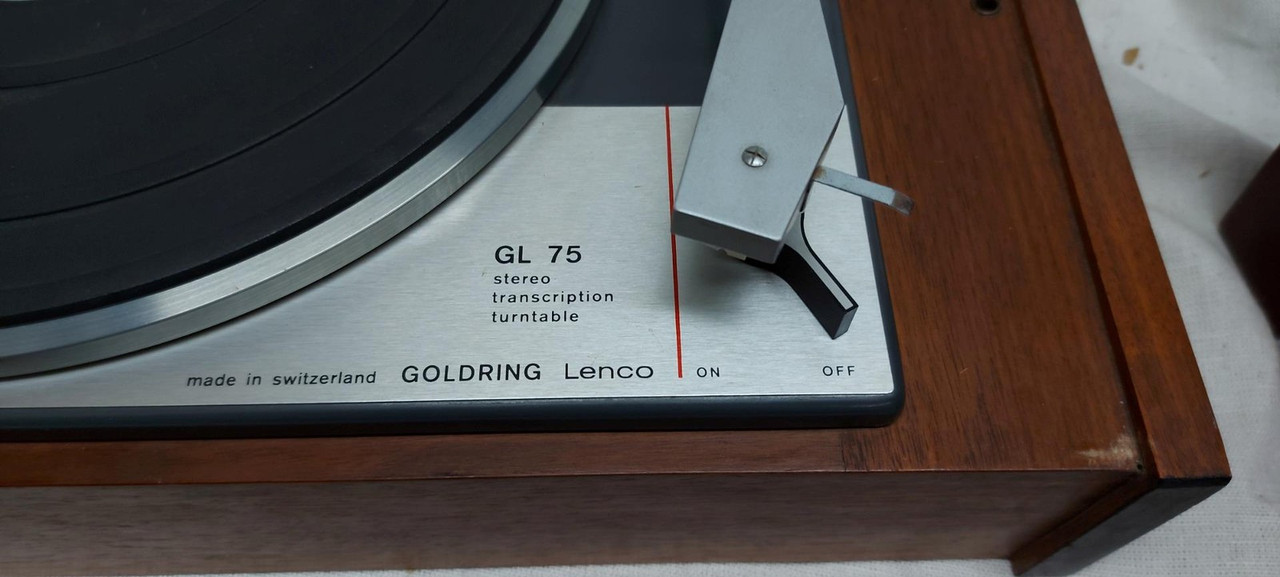 GL 75
stereo
transcription
turntable
made in switzerland GOLDRING Lenco
ON OFF